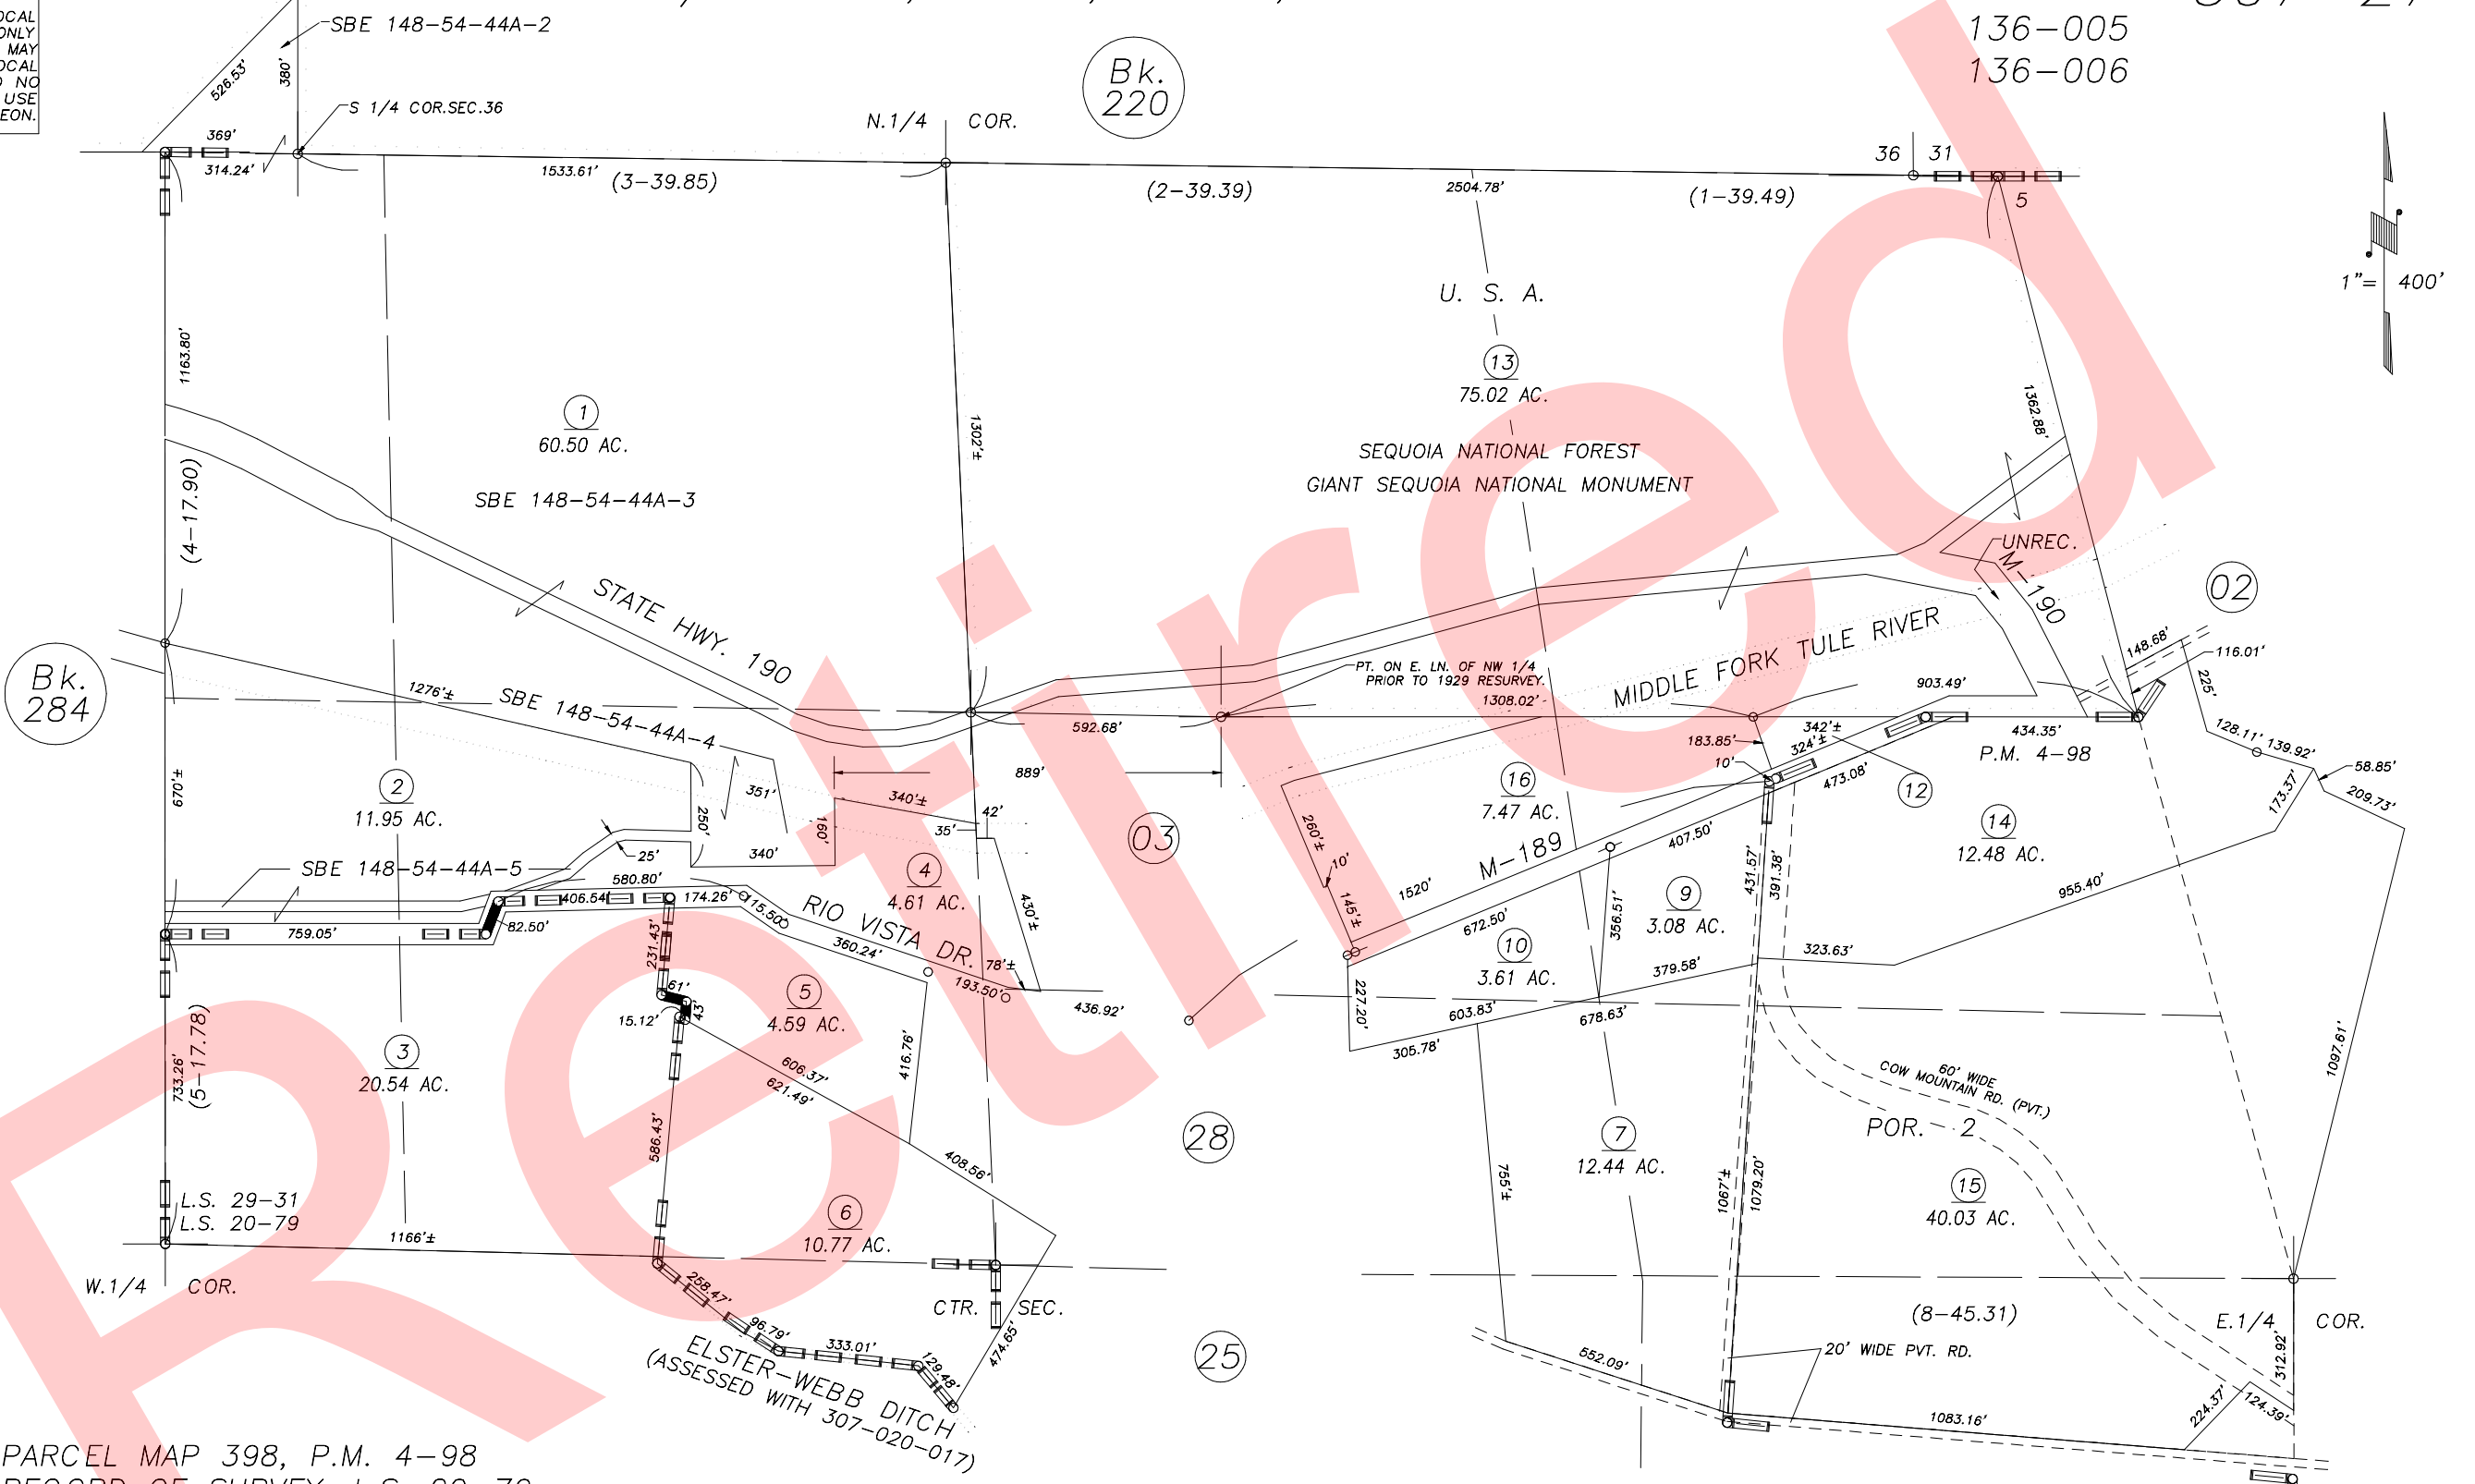 OCAL
ONLY
MAY
OCAL
NO
USE
EON.
SBE 148-54-44A-2
526.53'
380'
S 1/4 COR.SEC.36
369'
314.24'
Bk.
220
N.1/4 COR.
136-005
136-006
1"= 400'
36 31
5
1533.61'
(3-39.85)
(2-39.39)
2504.78'
(1-39.49)
U. S. A.
13
75.02 AC.
SEQUOIA NATIONAL FOREST
GIANT SEQUOIA NATIONAL MONUMENT
1163.80'
1
60.50 AC.
SBE 148-54-44A-3
1302'±
1362.88'
(4-17.90)
STATE HWY. 190
UNREC.
M-190
02
Bk.
284
1276'±
SBE 148-54-44A-4
PT. ON E. LN. OF NW 1/4
PRIOR TO 1929 RESURVEY.
1308.02'
MIDDLE FORK TULE RIVER
903.49'
148.68'
116.01'
225'
592.68'
342'±
434.35'
128.11'
139.92'
183.85'
324'±
P.M. 4-98
58.85'
670'±
2
11.95 AC.
351'
889'
340'±
42'
35'
10'
473.08'
12
173.37'
209.73'
250'
160'
340'
25'
03
16
7.47 AC.
260'±
10'
145'±
M-189
407.50'
14
12.48 AC.
SBE 148-54-44A-5
580.80'
4
4.61 AC.
430'±
1520'
672.50'
356.51'
431.57'
391.38'
955.40'
406.54'
174.26'
115.50'
RIO VISTA DR.
759.05'
82.50'
231.43'
360.24'
78'±
193.50'
436.92'
9
3.08 AC.
10
3.61 AC.
379.58'
323.63'
61'
43'
15.12'
5
4.59 AC.
227.20'
603.83'
678.63'
305.78'
733.26'
(5-17.78)
3
20.54 AC.
416.76'
606.37'
621.49'
60' WIDE
COW MOUNTAIN RD. (PVT.)
1097.61'
586.43'
408.56'
28
755'±
7
12.44 AC.
POR. 2
1067'±
1079.20'
15
40.03 AC.
L.S. 29-31
L.S. 20-79
6
10.77 AC.
1166'±
W.1/4 COR.
258.47'
CTR. SEC.
(8-45.31)
E.1/4 COR.
96.79'
333.01'
129.48'
474.65'
25
552.09'
20' WIDE PVT. RD.
312.92'
ELSTER-WEBB DITCH
(ASSESSED WITH 307-020-017)
1083.16'
224.37'
124.39'
PARCEL MAP 398, P.M. 4-98
RECORD OF SURVEY
Retired